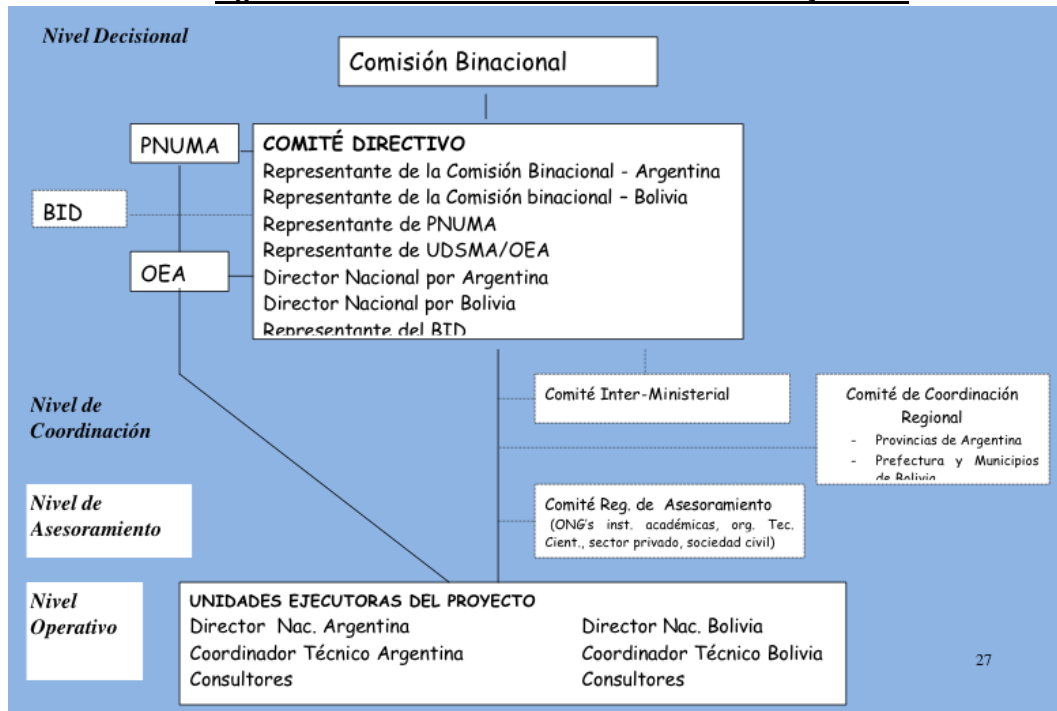 Nivel Decisional
Comisión Binacional
PNUMA
BID
OEA
COMITÉ DIRECTIVO
Representante de la Comisión Binacional - Argentina
Representante de la Comisión binacional – Bolivia
Representante de PNUMA
Representante de UDSMA/OEA
Director Nacional por Argentina
Director Nacional por Bolivia
Representante del BID
Nivel de
Coordinación
Comité Inter-Ministerial
Comité de Coordinación
Regional
- Provincias de Argentina
- Prefectura y Municipios
de Bolivia
Nivel de
Asesoramiento
Comité Reg. de Asesoramiento
(ONG's inst. académicas, org. Tec.
Cient., sector privado, sociedad civil)
Nivel
Operativo
UNIDADES EJECUTORAS DEL PROYECTO
Director Nac. Argentina
Coordinador Técnico Argentina
Consultores
Director Nac. Bolivia
Coordinador Técnico Bolivia
Consultores
27